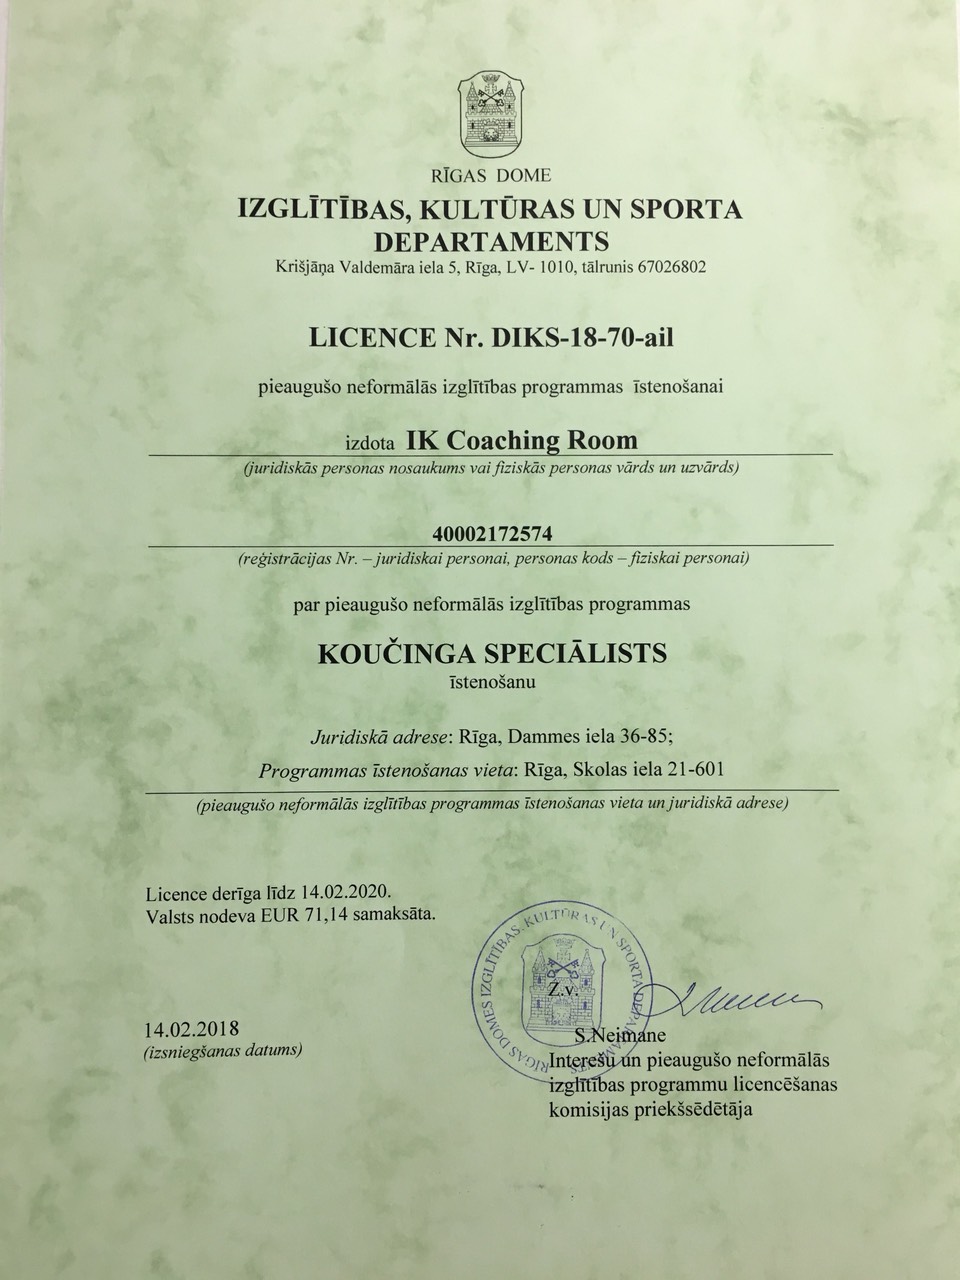 RĪGAS DOME
IZGLĪTĪBAS, KULTŪRAS UN SPORTA
DEPARTAMENTS
Krišjāņa Valdemāra iela 5, Rīga, LV- 1010, tālrunis 67026802
LICENCE Nr. DIKS-18-70-ail
pieaugušo neformālās izglītības programmas īstenošanai
izdota IK Coaching Room
(juridiskās personas nosaukums vai fiziskās personas vārds un uzvārds)
40002172574
(reģistrācijas Nr. – juridiskai personai, personas kods – fiziskai personai)
par pieaugušo neformālās izglītības programmas
KOUČINGA SPECIĀLISTS
īstenošanu
Juridiskā adrese: Rīga, Dammes iela 36-85;
Programmas īstenošanas vieta: Rīga, Skolas iela 21-601
(pieaugušo neformālās izglītības programmas īstenošanas vieta un juridiskā adrese)
Licence derīga līdz 14.02.2020.
Valsts nodeva EUR 71,14 samaksāta.
RĪGAS DOMES IZGLĪTĪBAS, KULTŪRAS UN SPORTA DEPARTAMENTS
Z.v.
14.02.2018
(izsniegšanas datums)
S.Neimane
Interešu un pieaugušo neformālās
izglītības programmu licencēšanas
komisijas priekšsēdētāja